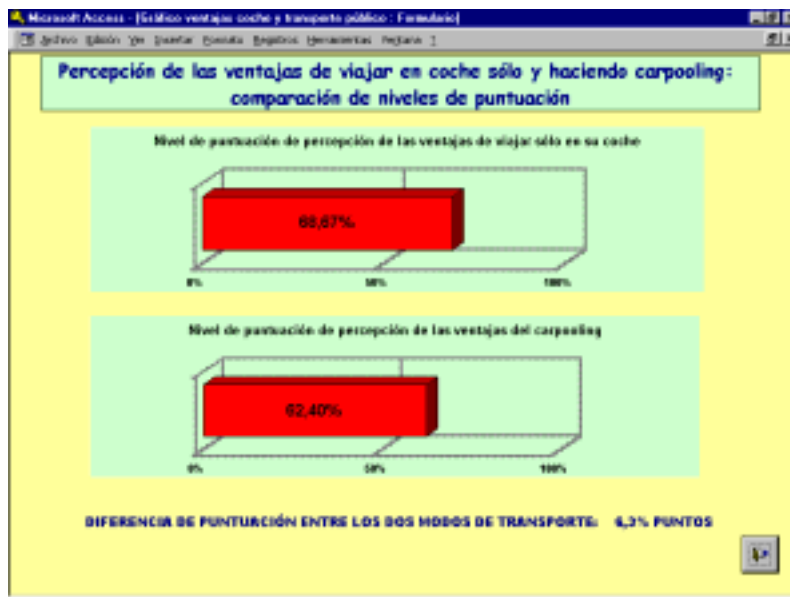 Microsoft Access - [Gráfico ventajas coche y transporte público : Formulario]
Archivo Edición Ver Insertar Formato Registros Herramientas Ventana ?
Percepción de las ventajas de viajar en coche sólo y haciendo carpooling:
comparación de niveles de puntuación
Nivel de puntuación de percepción de las ventajas de viajar sólo en su coche
68,67%
0% 50% 100%
Nivel de puntuación de percepción de las ventajas del carpooling
62,40%
0% 50% 100%
DIFERENCIA DE PUNTUACIÓN ENTRE LOS DOS MODOS DE TRANSPORTE: 6,3% PUNTOS